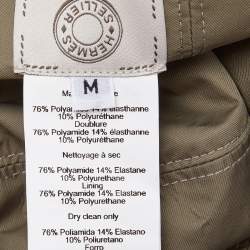 HERMES
SELLIER
M
76% Polyamide 14% élasthanne
10% Polyuréthane
Doublure
76% Polyamide 14% élastanne
10% Polyuréthane
Nettoyage à sec
76% Polyamide 14% Elastane
10% Polyurethane
Lining
76% Polyamide 14% Elastane
10% Polyurethane
Dry clean only
76% Poliamida 14% Elastano
10% Poliuretano
Forro